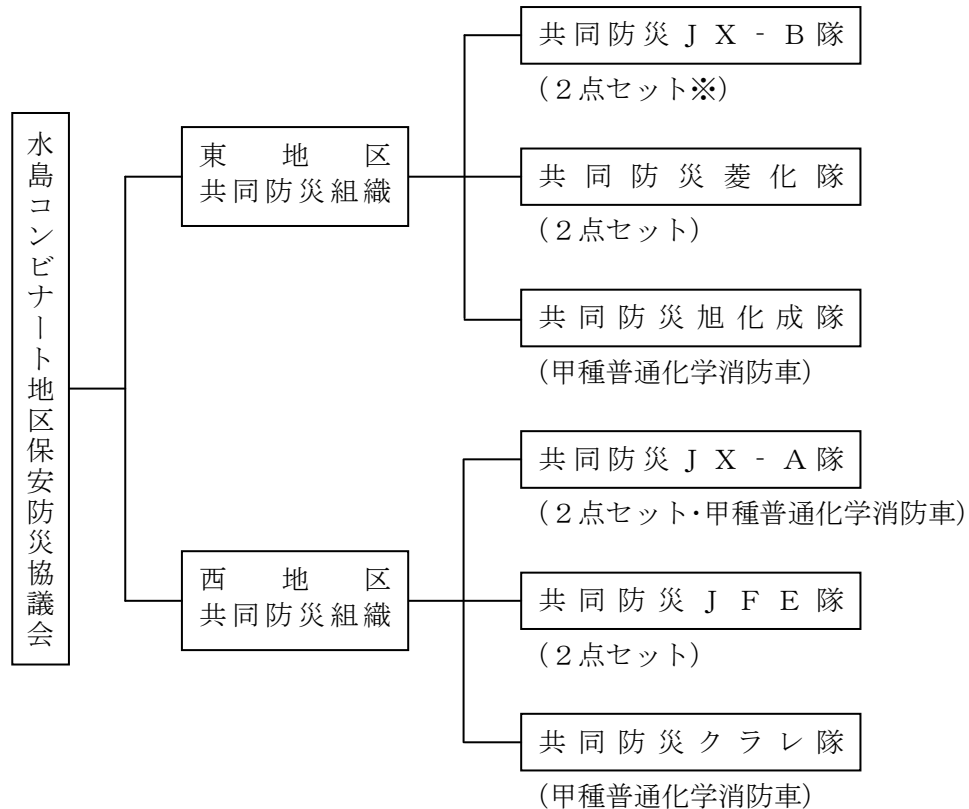 水島コンビナート地区保安防災協議会
東地区
共同防災組織
共同防災ＪＸ‐Ｂ隊
（２点セット※）
共同防災菱化隊
（２点セット）
共同防災旭化成隊
（甲種普通化学消防車）
西地区
共同防災組織
共同防災ＪＸ‐Ａ隊
（２点セット・甲種普通化学消防車）
共同防災ＪＦＥ隊
（２点セット）
共同防災クラレ隊
（甲種普通化学消防車）